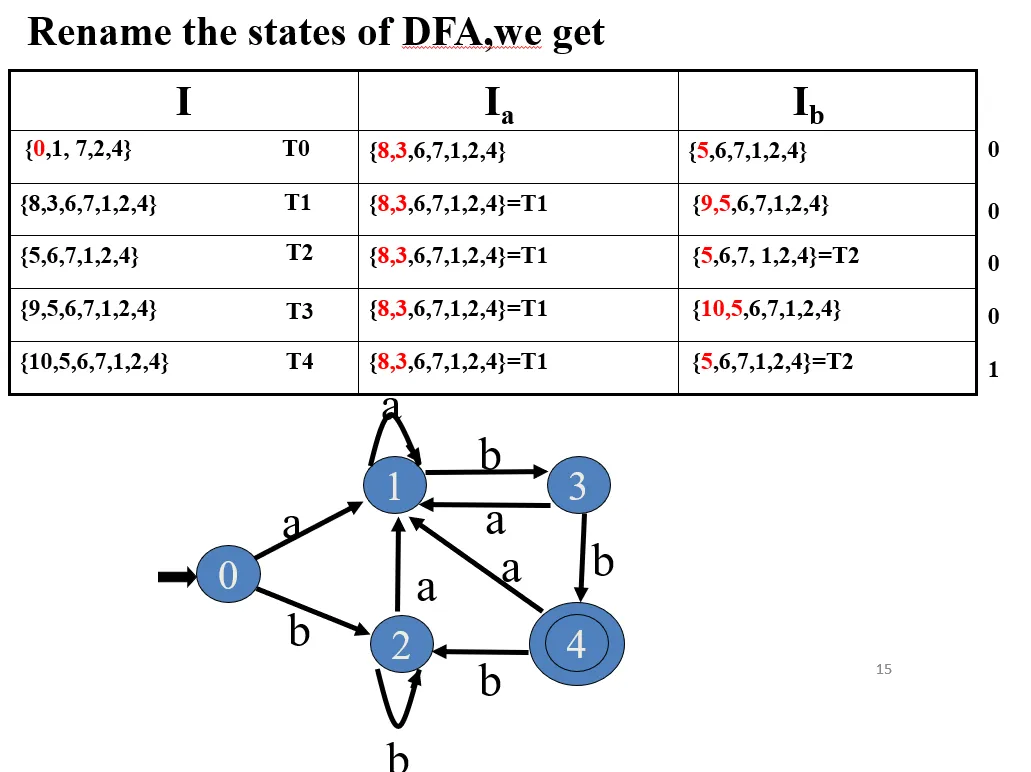 Rename the states of DFA,we get
I Ia Ib
{0,1, 7,2,4} T0 {8,3,6,7,1,2,4} {5,6,7,1,2,4} 0
{8,3,6,7,1,2,4} T1 {8,3,6,7,1,2,4}=T1 {9,5,6,7,1,2,4} 0
{5,6,7,1,2,4} T2 {8,3,6,7,1,2,4}=T1 {5,6,7, 1,2,4}=T2 0
{9,5,6,7,1,2,4} T3 {8,3,6,7,1,2,4}=T1 {10,5,6,7,1,2,4} 0
{10,5,6,7,1,2,4} T4 {8,3,6,7,1,2,4}=T1 {5,6,7,1,2,4}=T2 1
a
b
1 3
a a
a b
0
a
b
2 4
15
b
b